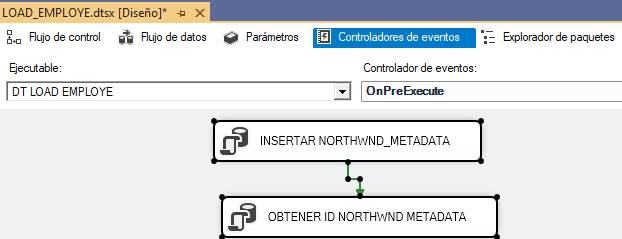 LOAD_EMPLOYE.dtsx [Diseño]*
Flujo de control Flujo de datos Parámetros Controladores de eventos Explorador de paquetes
Ejecutable: Controlador de eventos:
DT LOAD EMPLOYE OnPreExecute
INSERTAR NORTHWND_METADATA
OBTENER ID NORTHWND METADATA